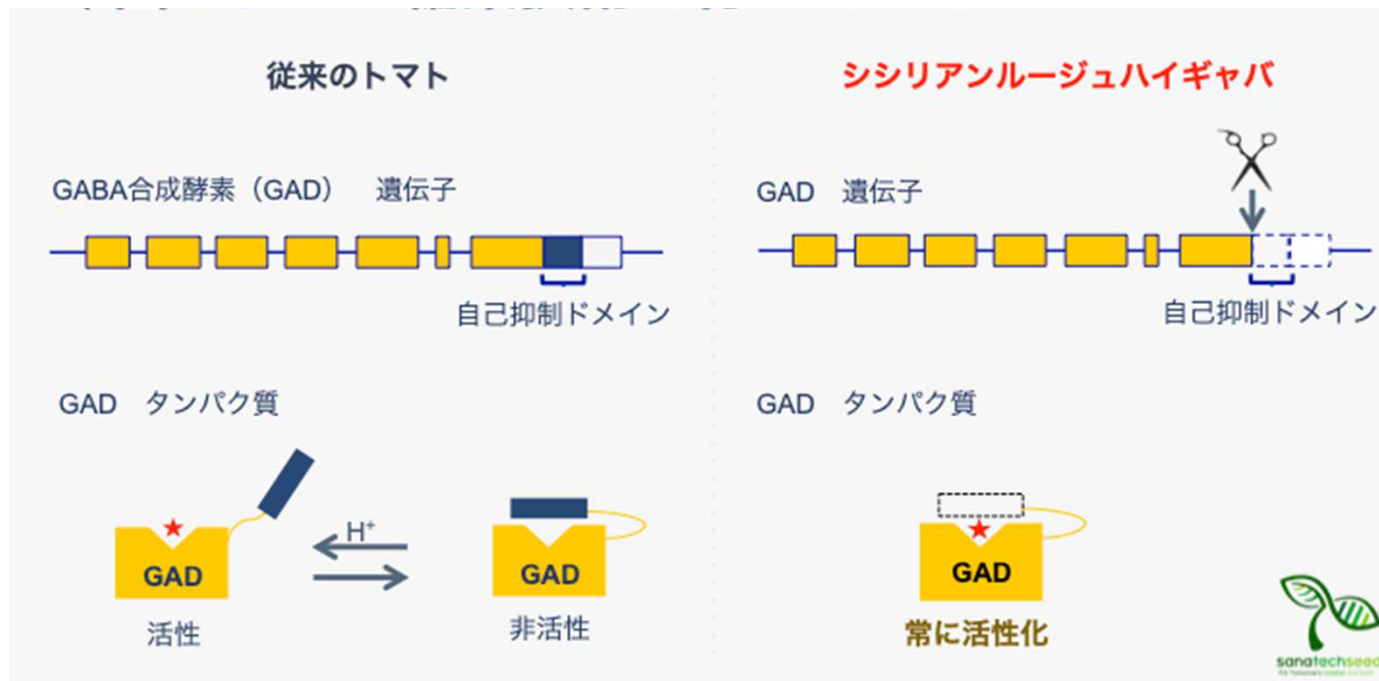 従来のトマト
シシリアンルージュハイギャバ
GABA合成酵素（GAD） 遺伝子
自己抑制ドメイン
GAD 遺伝子
自己抑制ドメイン
GAD タンパク質
GAD
活性
H+
GAD
非活性
GAD タンパク質
GAD
常に活性化
sanatechseed